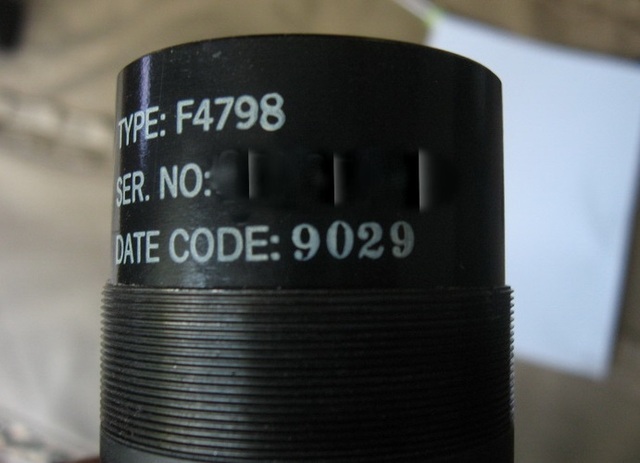 TYPE: F4798
SER. NO:
DATE CODE: 9029